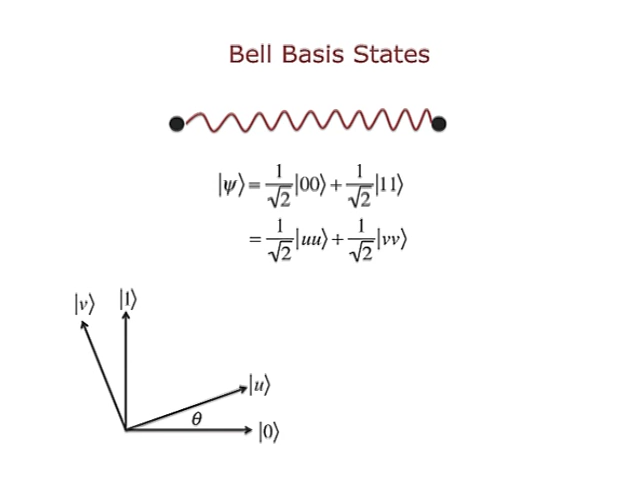 Bell Basis States
|ψ⟩ = 1/√2 |00⟩ + 1/√2 |11⟩
= 1/√2 |uu⟩ + 1/√2 |vv⟩
|v⟩ |1⟩
|u⟩
θ
|0⟩